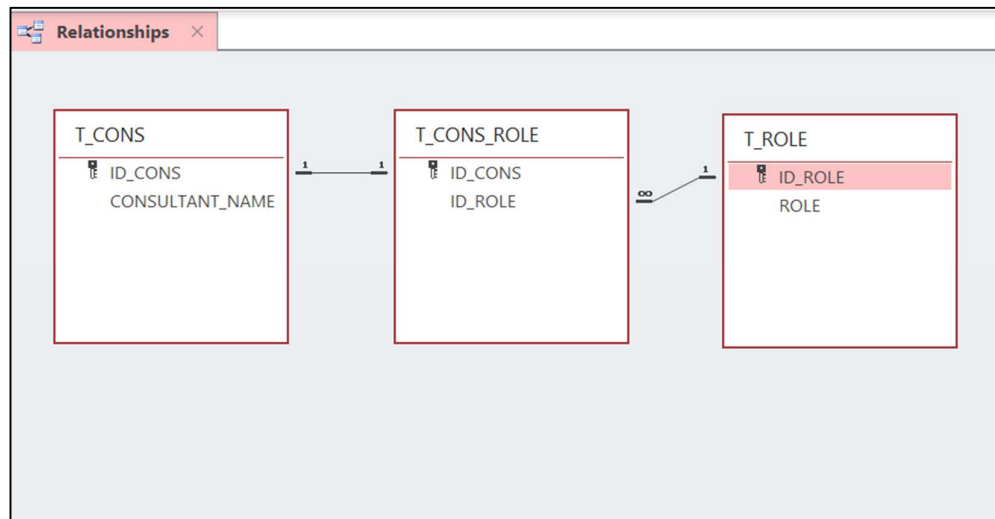 Relationships ×
T_CONS
ID_CONS
CONSULTANT_NAME
1 1
T_CONS_ROLE
ID_CONS
ID_ROLE
∞ 1
T_ROLE
ID_ROLE
ROLE